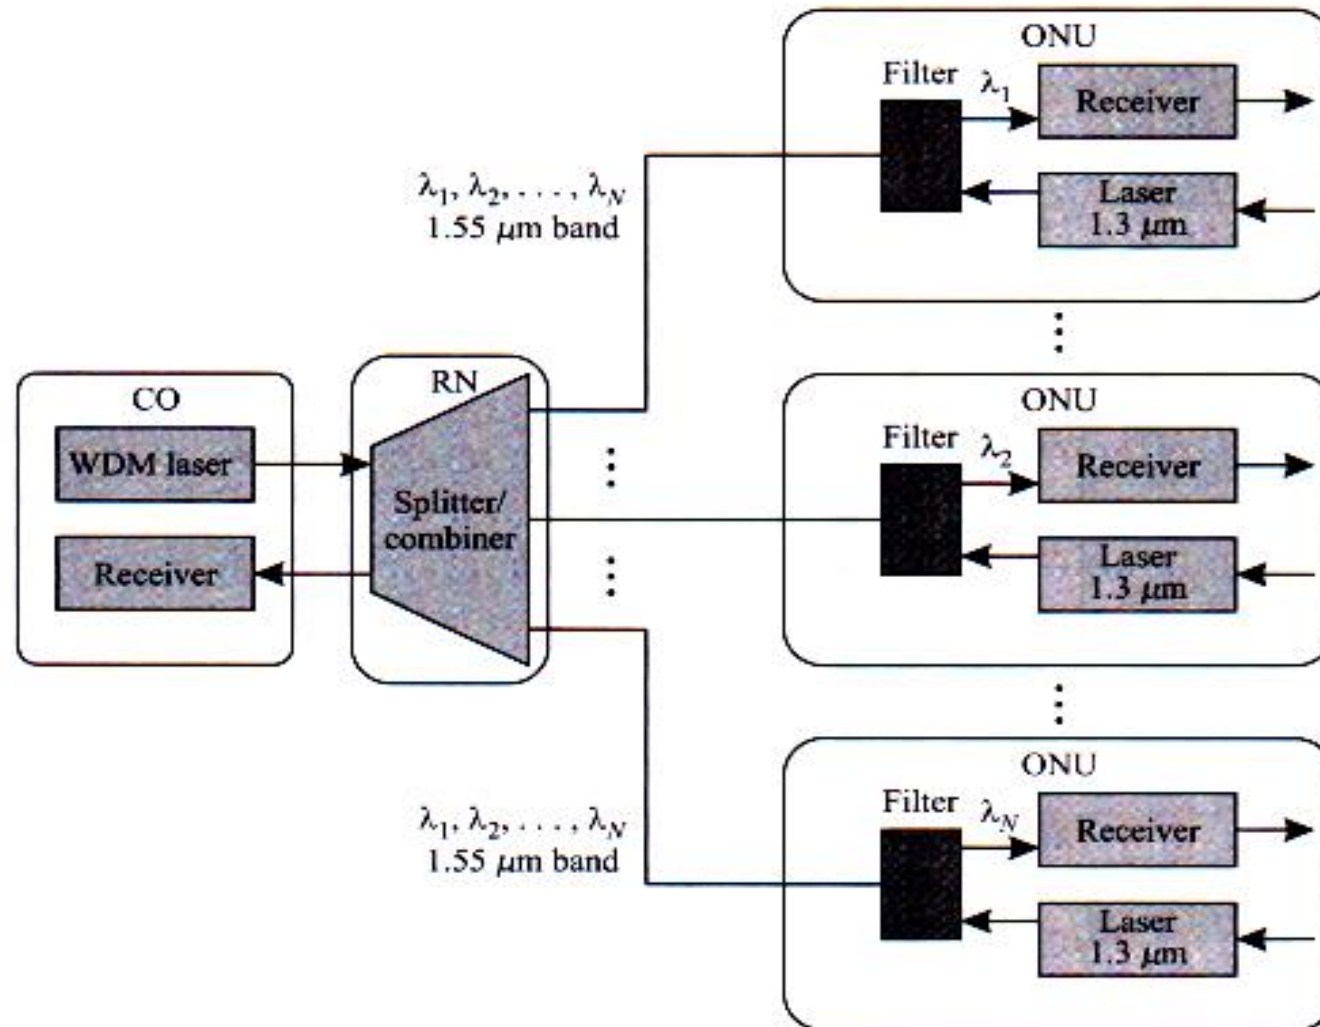 ONU
Filter
λ1
Receiver
Laser
1.3 μm
λ1, λ2, . . . , λN
1.55 μm band
CO
WDM laser
Receiver
RN
Splitter/
combiner
ONU
Filter
λ2
Receiver
Laser
1.3 μm
λ1, λ2, . . . , λN
1.55 μm band
ONU
Filter
λN
Receiver
Laser
1.3 μm